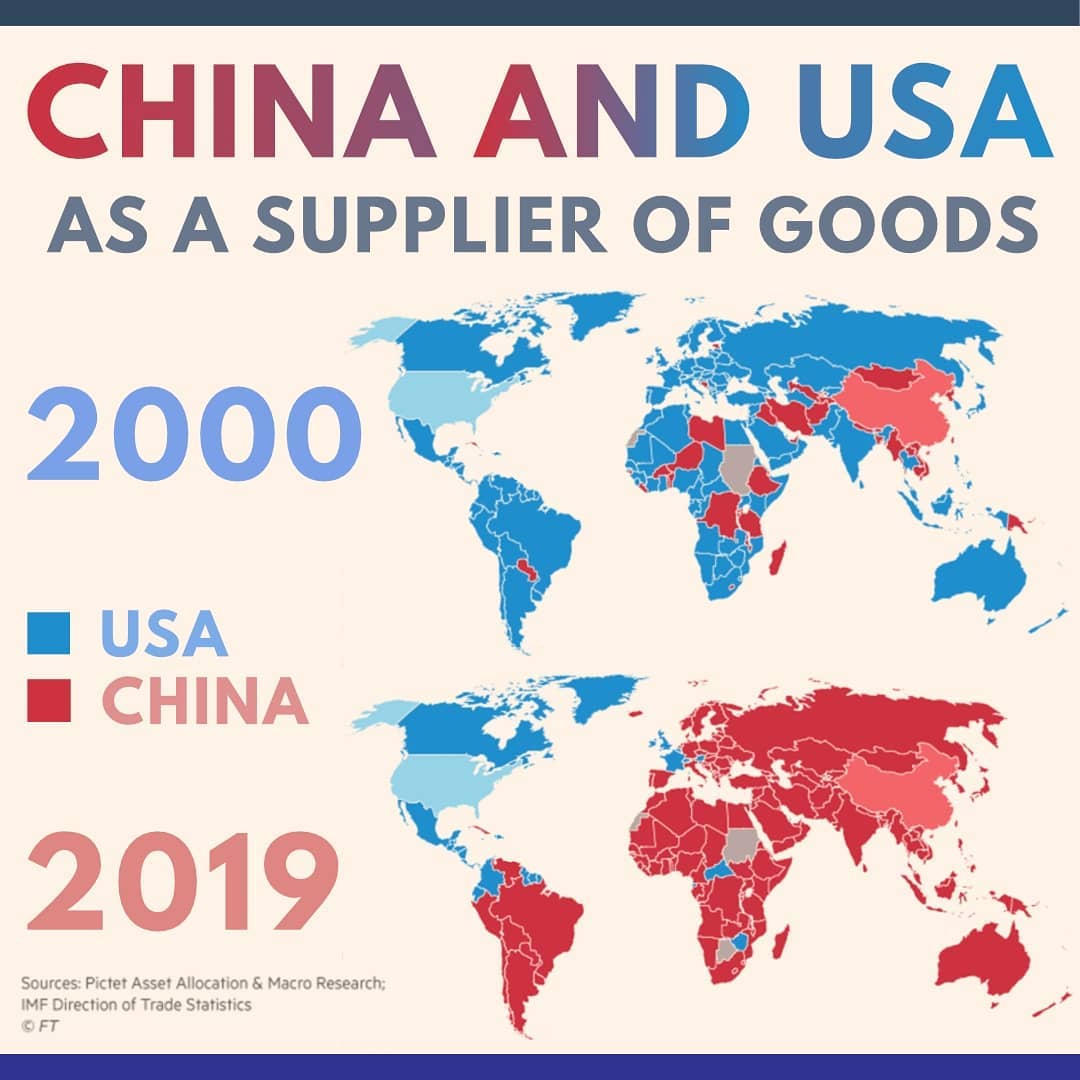 CHINA AND USA
AS A SUPPLIER OF GOODS
2000
USA
CHINA
2019
Sources: Pictet Asset Allocation & Macro Research;
IMF Direction of Trade Statistics
© FT